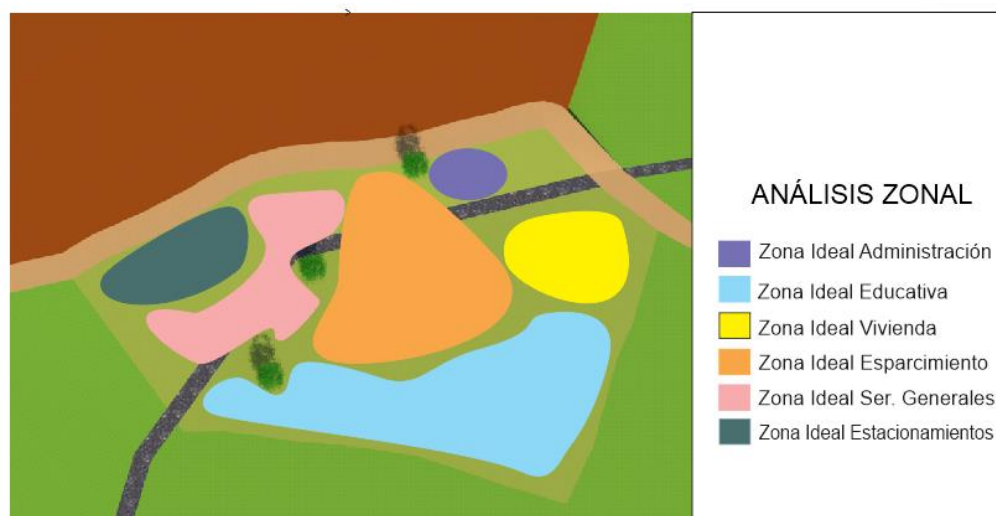 ANÁLISIS ZONAL
Zona Ideal Administración
Zona Ideal Educativa
Zona Ideal Vivienda
Zona Ideal Esparcimiento
Zona Ideal Ser. Generales
Zona Ideal Estacionamientos